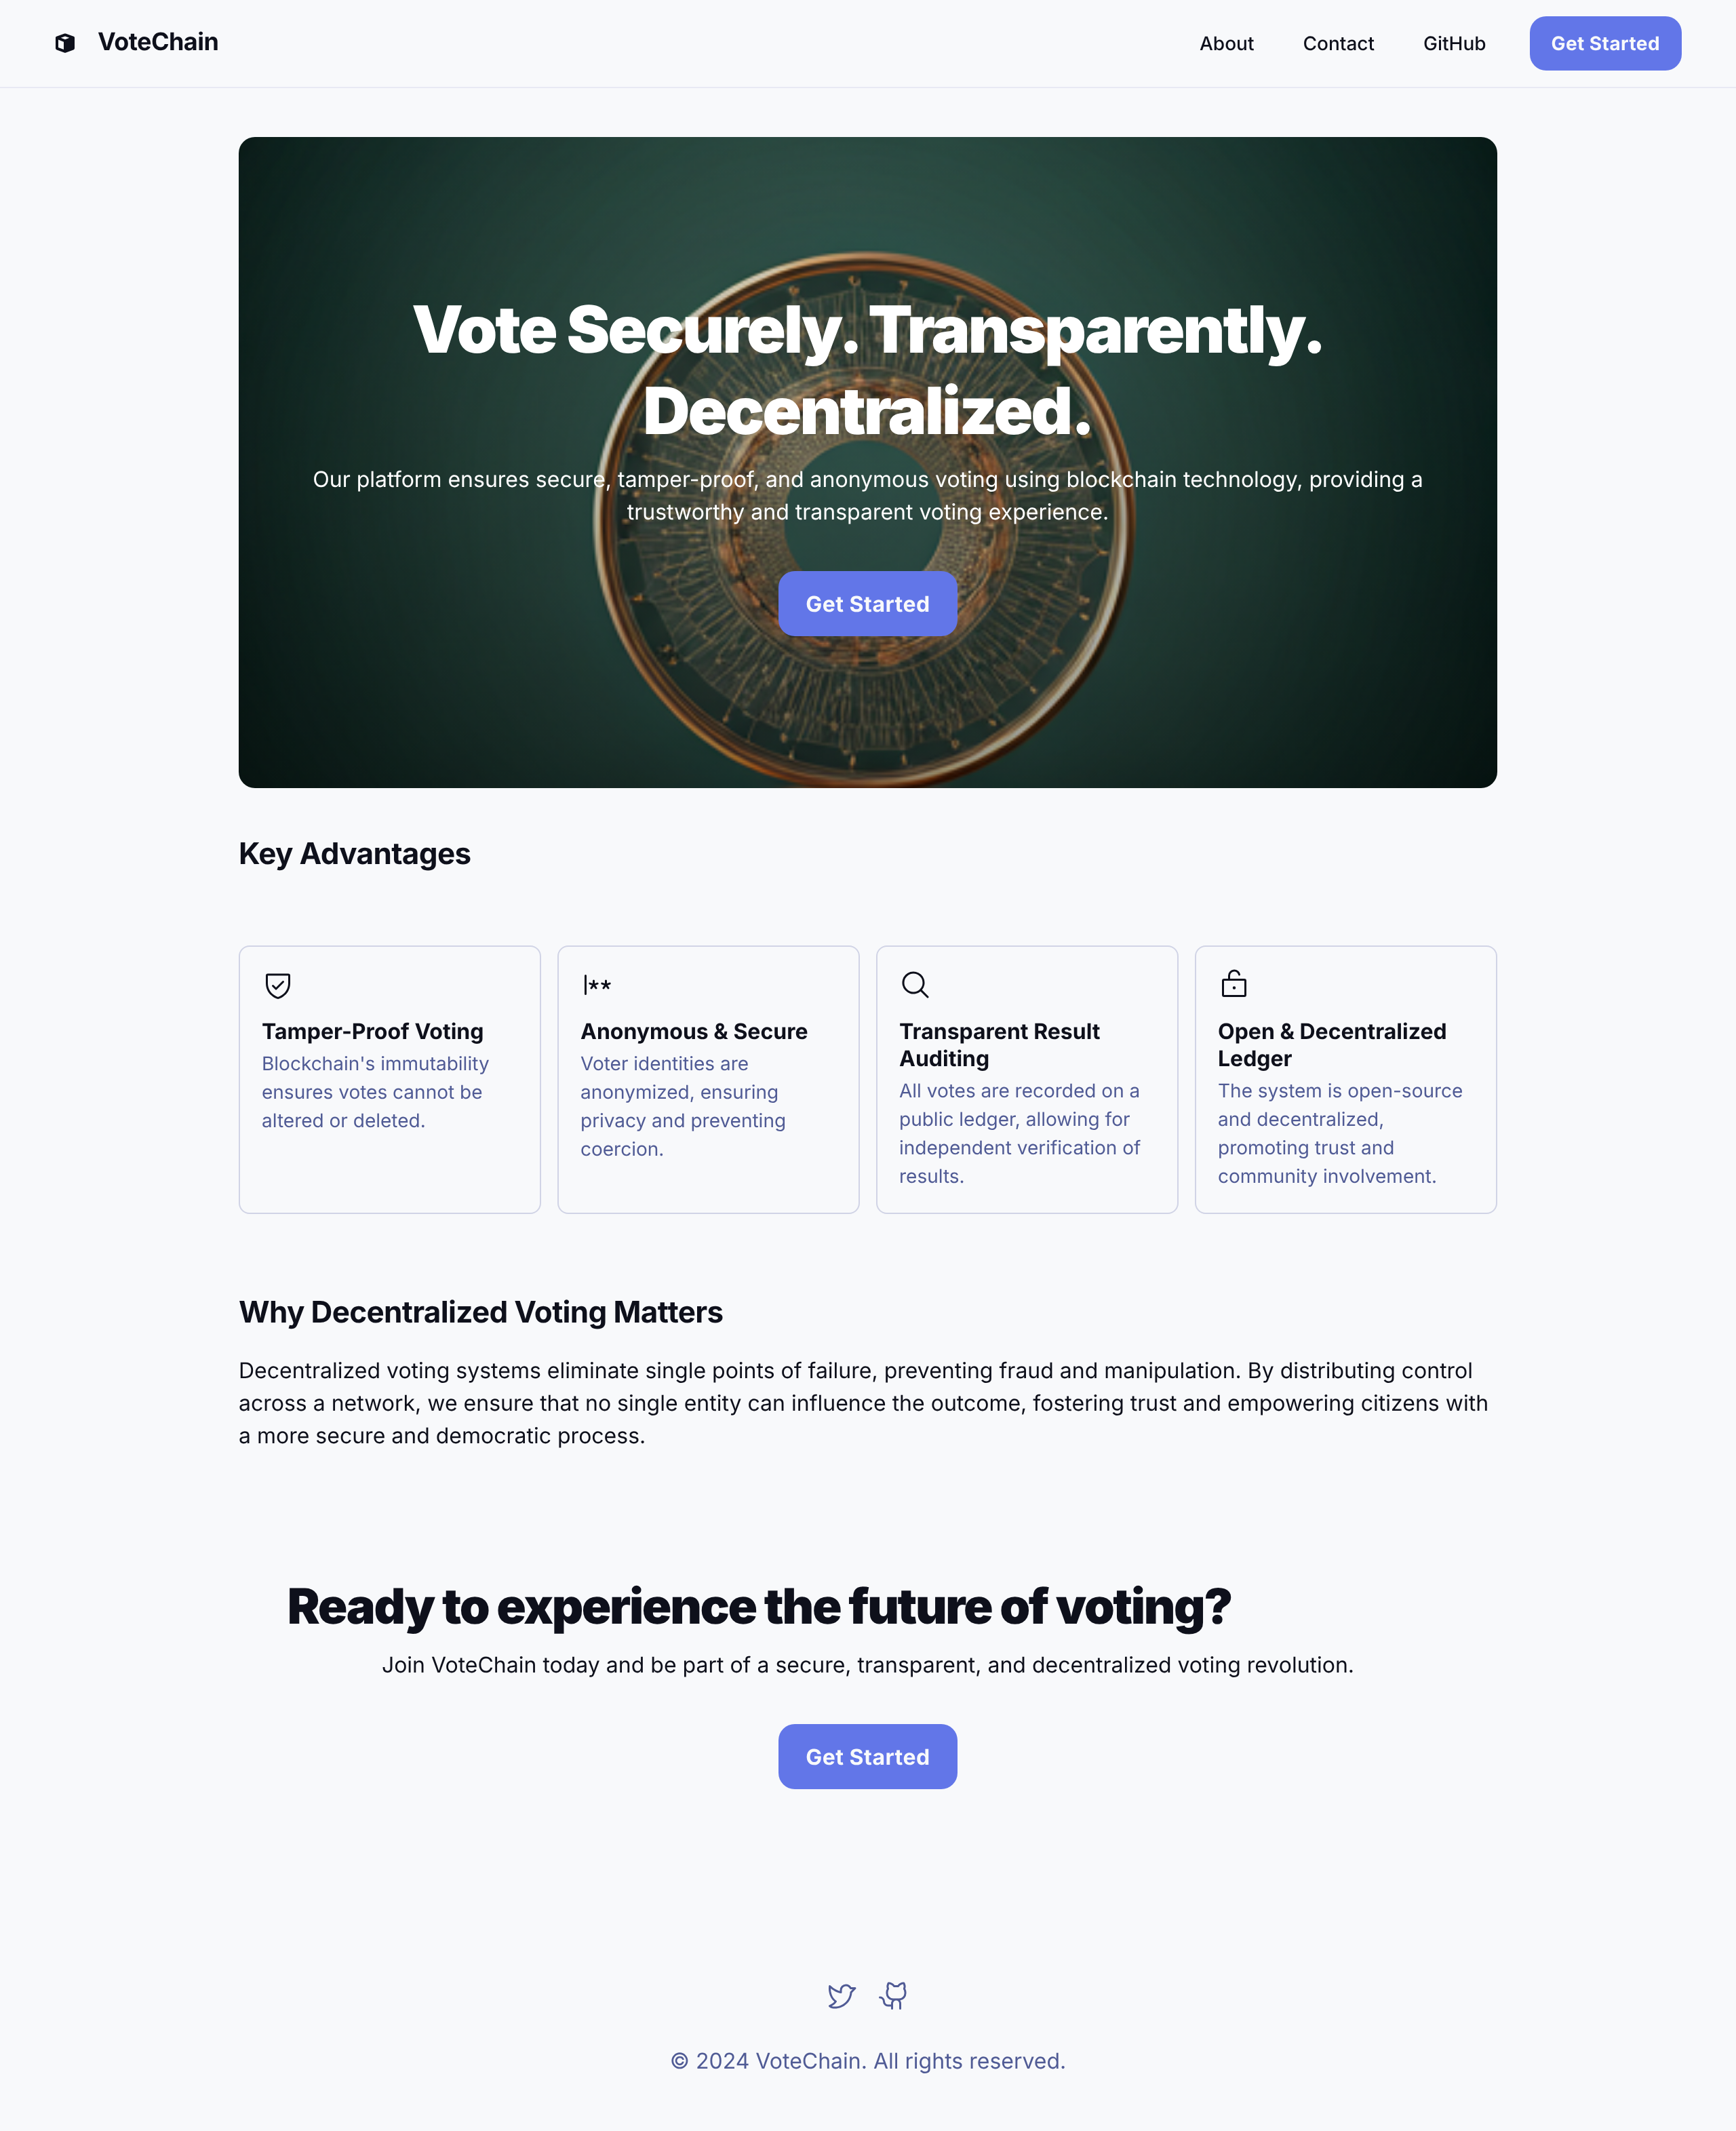 VoteChain
About
Contact
GitHub
Get Started
Vote Securely. Transparently.
Decentralized.
Our platform ensures secure, tamper-proof, and anonymous voting using blockchain technology, providing a
trustworthy and transparent voting experience.
Get Started
Key Advantages
Tamper-Proof Voting
Blockchain's immutability
ensures votes cannot be
altered or deleted.
Anonymous & Secure
Voter identities are
anonymized, ensuring
privacy and preventing
coercion.
Transparent Result
Auditing
All votes are recorded on a
public ledger, allowing for
independent verification of
results.
Open & Decentralized
Ledger
The system is open-source
and decentralized,
promoting trust and
community involvement.
Why Decentralized Voting Matters
Decentralized voting systems eliminate single points of failure, preventing fraud and manipulation. By distributing control
across a network, we ensure that no single entity can influence the outcome, fostering trust and empowering citizens with
a more secure and democratic process.
Ready to experience the future of voting?
Join VoteChain today and be part of a secure, transparent, and decentralized voting revolution.
Get Started
© 2024 VoteChain. All rights reserved.